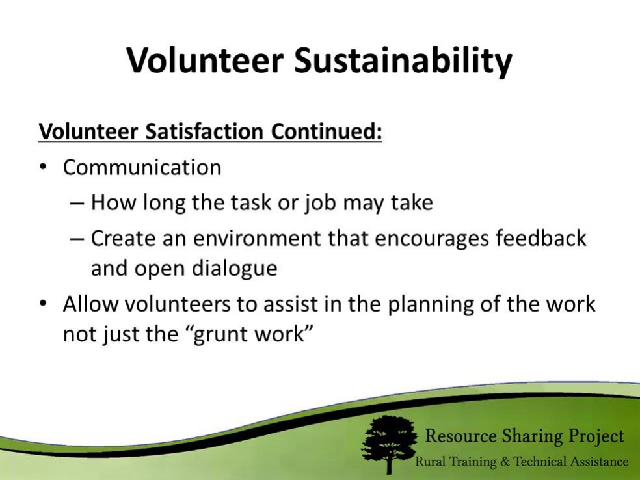 Volunteer Sustainability
Volunteer Satisfaction Continued:
• Communication
– How long the task or job may take
– Create an environment that encourages feedback
and open dialogue
• Allow volunteers to assist in the planning of the work
not just the “grunt work”
Resource Sharing Project
Rural Training & Technical Assistance